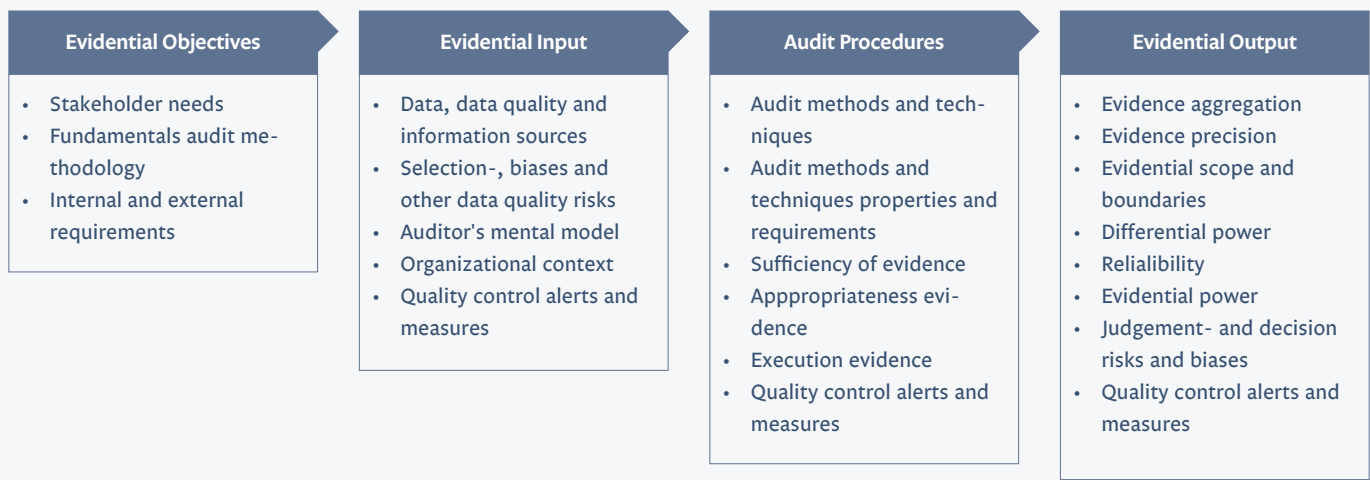 Evidential Objectives
• Stakeholder needs
• Fundamentals audit me-
thodology
• Internal and external
requirements
Evidential Input
• Data, data quality and
information sources
• Selection-, biases and
other data quality risks
• Auditor's mental model
• Organizational context
• Quality control alerts and
measures
Audit Procedures
• Audit methods and tech-
niques
• Audit methods and
techniques properties and
requirements
• Sufficiency of evidence
• Apppropriateness evi-
dence
• Execution evidence
• Quality control alerts and
measures
Evidential Output
• Evidence aggregation
• Evidence precision
• Evidential scope and
boundaries
• Differential power
• Relialibility
• Evidential power
• Judgement- and decision
risks and biases
• Quality control alerts and
measures